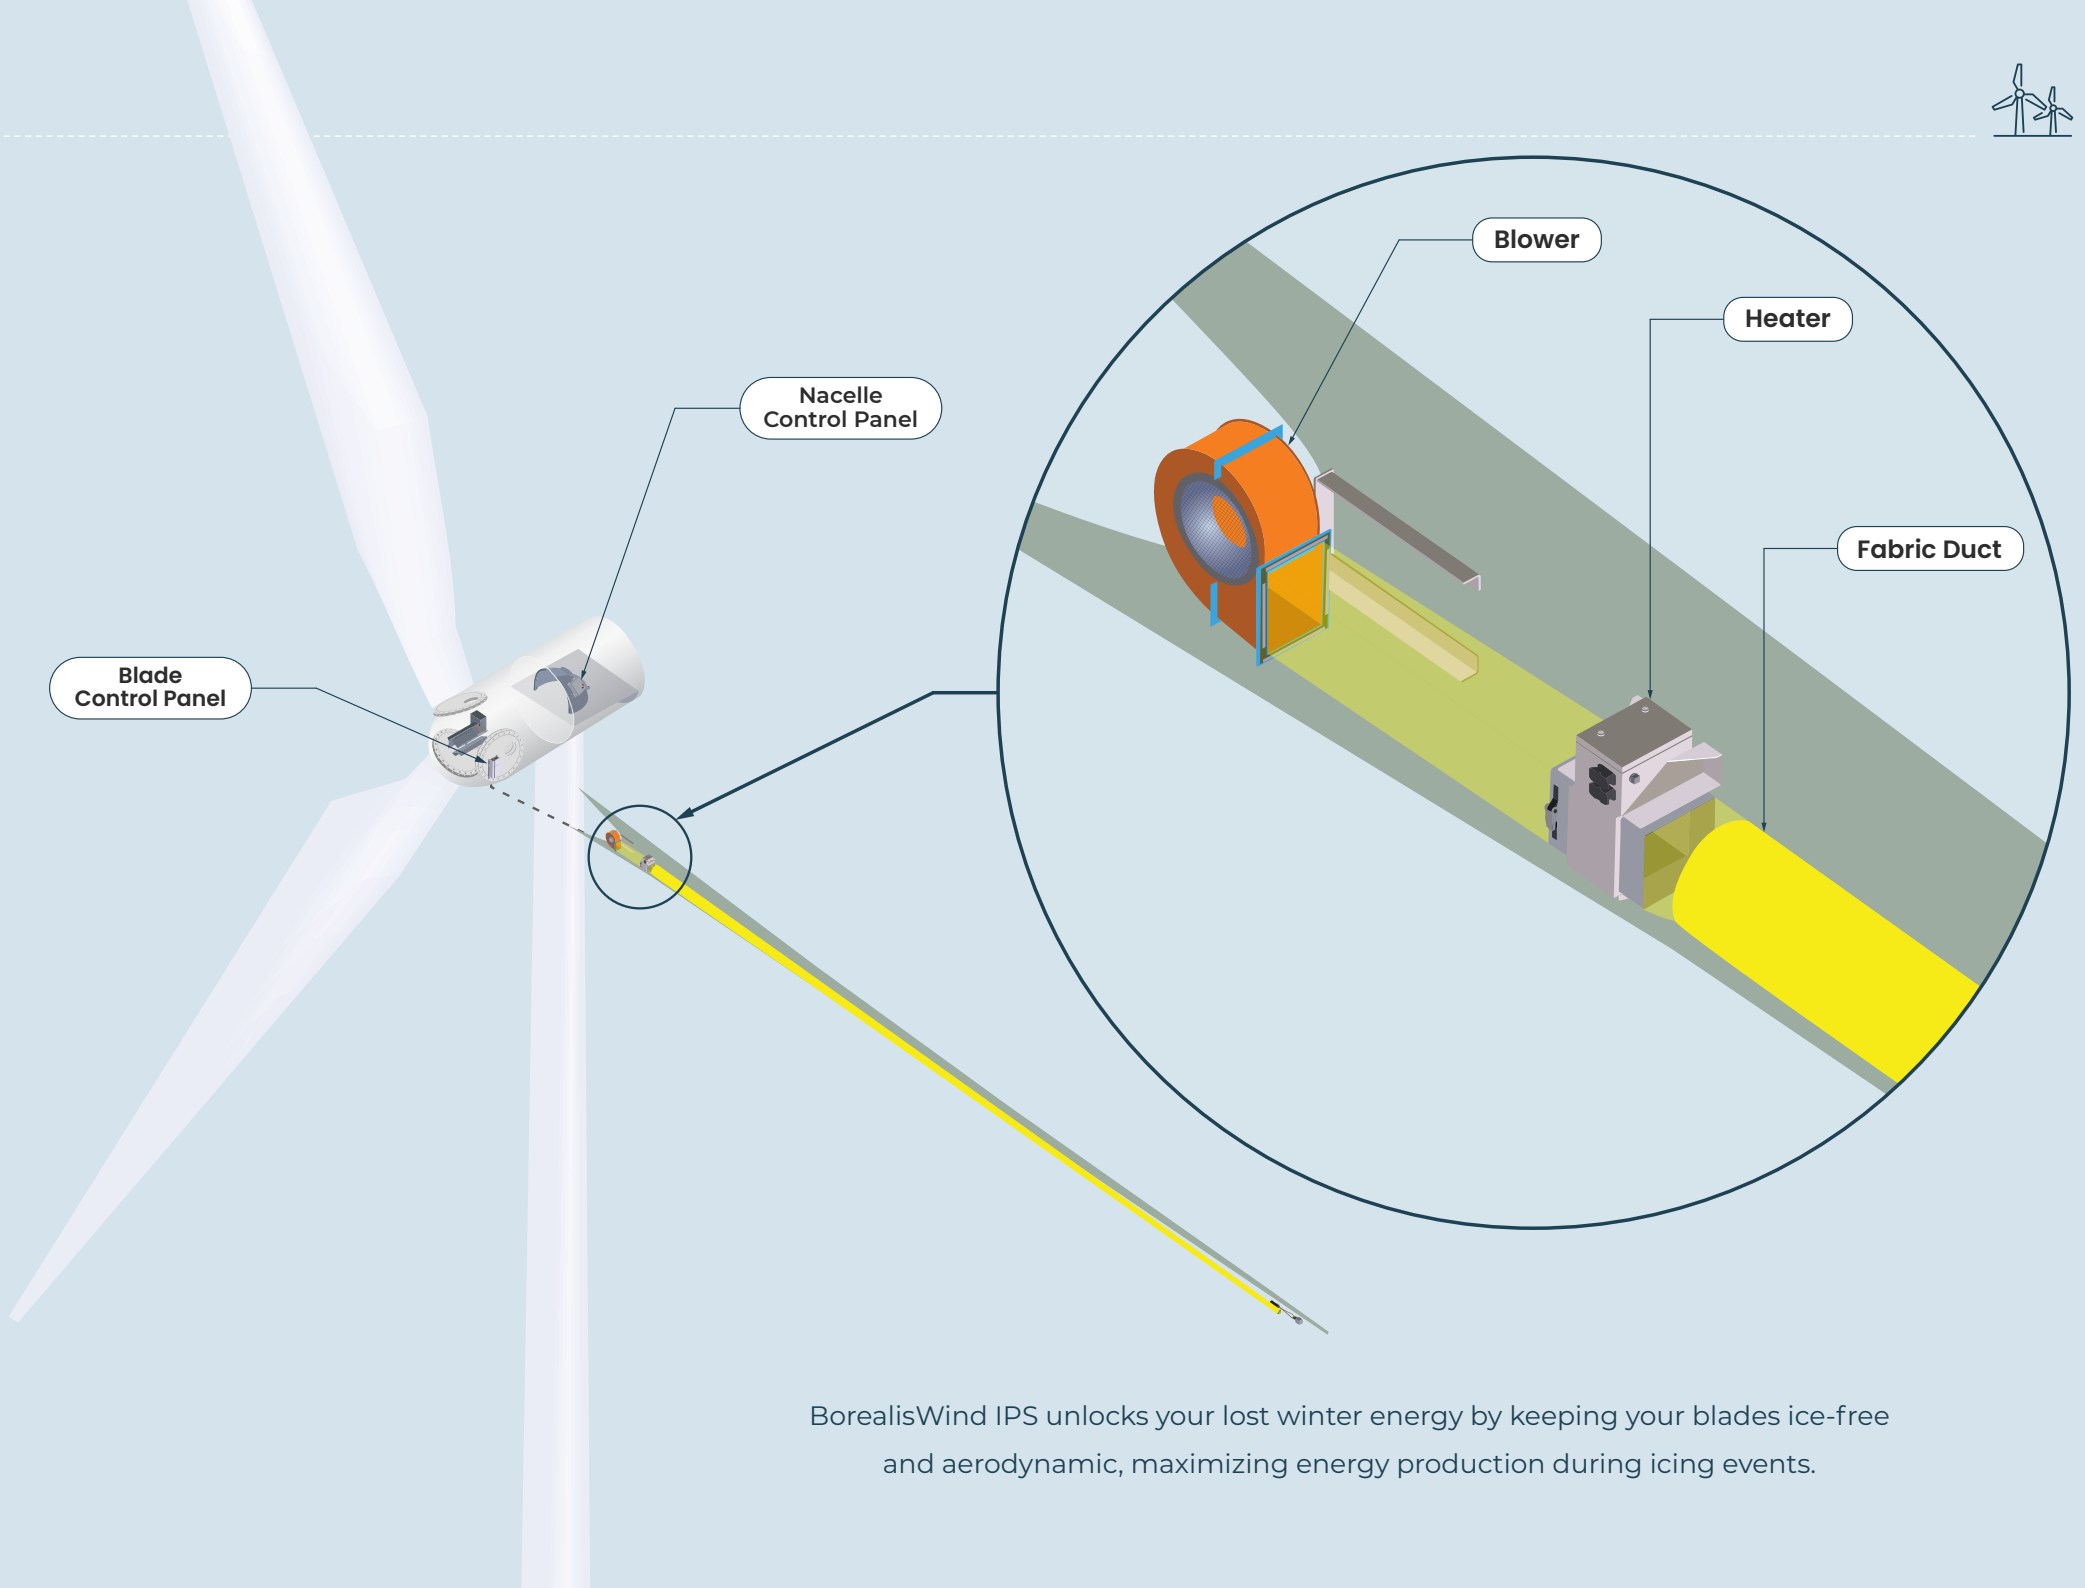 Blower
Heater
Nacelle
Control Panel
Fabric Duct
Blade
Control Panel
BorealisWind IPS unlocks your lost winter energy by keeping your blades ice-free
and aerodynamic, maximizing energy production during icing events.